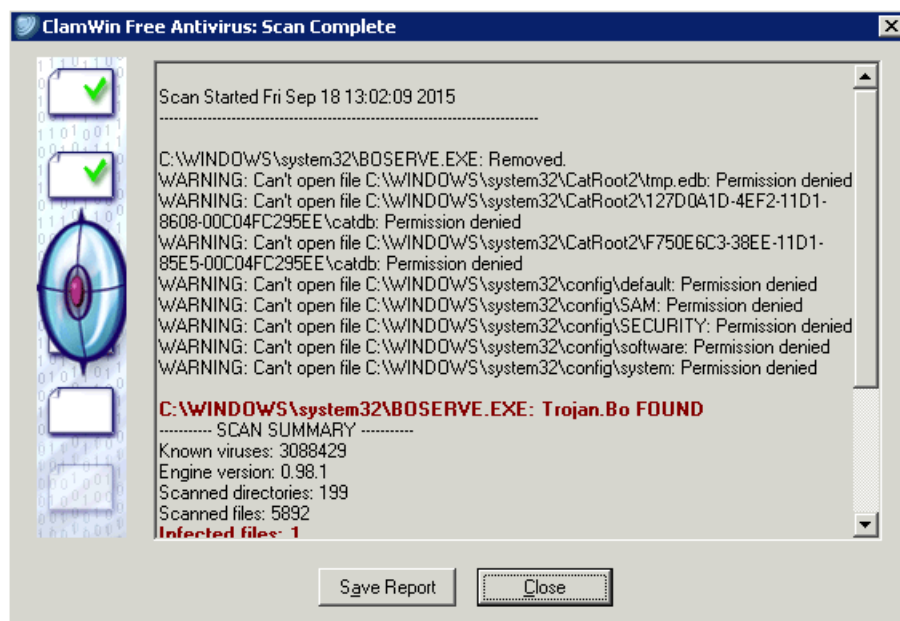 ClamWin Free Antivirus: Scan Complete
Scan Started Fri Sep 18 13:02:09 2015
-------------------------------------------------------------------------------
C:\WINDOWS\system32\BOSERVE.EXE: Removed.
WARNING: Can't open file C:\WINDOWS\system32\CatRoot2\tmp.edb: Permission denied
WARNING: Can't open file C:\WINDOWS\system32\CatRoot2\127D0A1D-4EF2-11D1-
8608-00C04FC295EE\catdb: Permission denied
WARNING: Can't open file C:\WINDOWS\system32\CatRoot2\F750E6C3-38EE-11D1-
85E5-00C04FC295EE\catdb: Permission denied
WARNING: Can't open file C:\WINDOWS\system32\config\default: Permission denied
WARNING: Can't open file C:\WINDOWS\system32\config\SAM: Permission denied
WARNING: Can't open file C:\WINDOWS\system32\config\SECURITY: Permission denied
WARNING: Can't open file C:\WINDOWS\system32\config\software: Permission denied
WARNING: Can't open file C:\WINDOWS\system32\config\system: Permission denied
C:\WINDOWS\system32\BOSERVE.EXE: Trojan.Bo FOUND
---------- SCAN SUMMARY ----------
Known viruses: 3088429
Engine version: 0.98.1
Scanned directories: 199
Scanned files: 5892
Infected files: 1
Save Report
Close